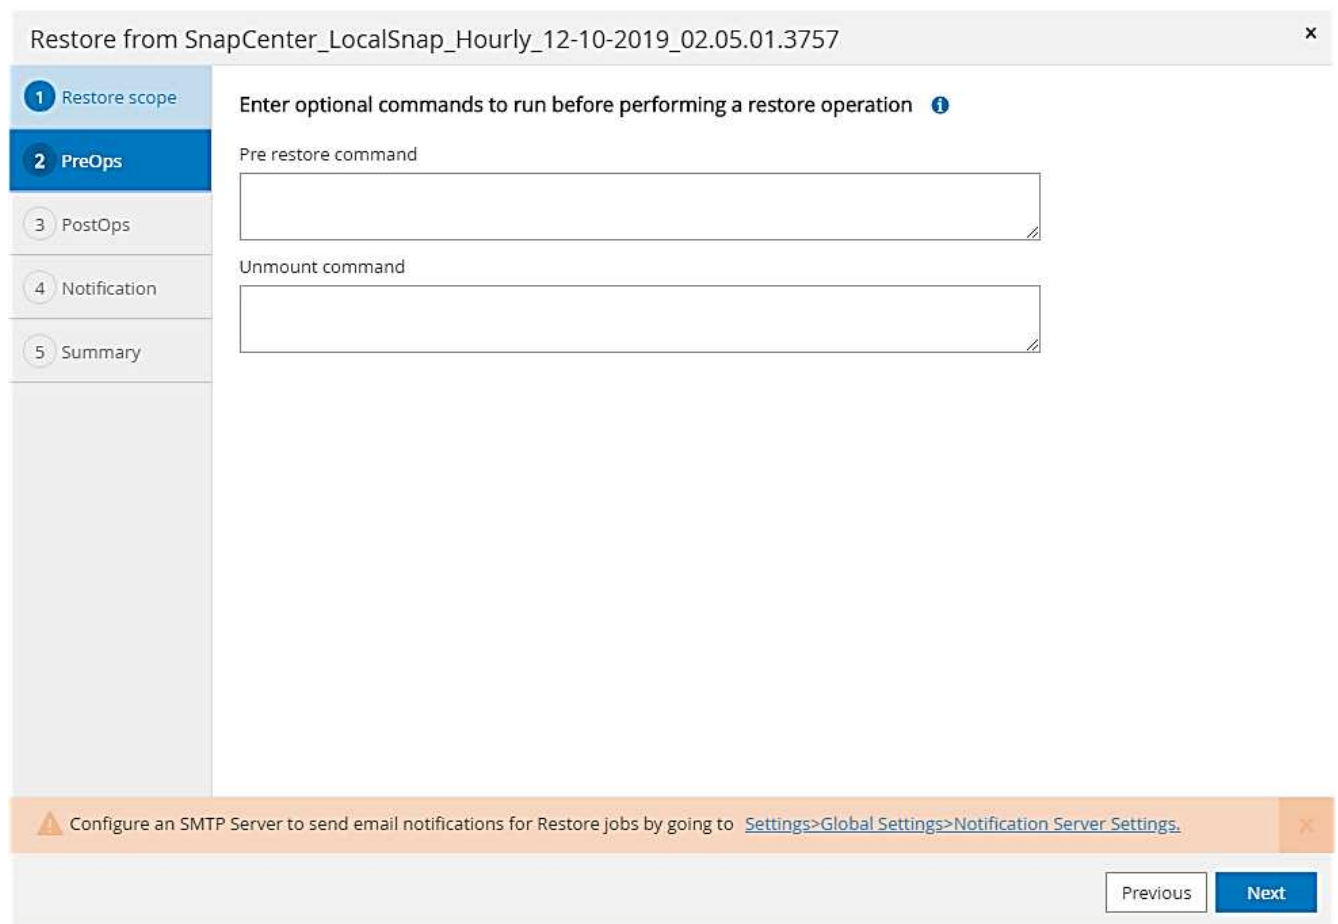 Restore from SnapCenter_LocalSnap_Hourly_12-10-2019_02.05.01.3757
x
1 Restore scope
2 PreOps
3 PostOps
4 Notification
5 Summary
Enter optional commands to run before performing a restore operation i
Pre restore command
Unmount command
Configure an SMTP Server to send email notifications for Restore jobs by going to Settings>Global Settings>Notification Server Settings. x
Previous Next